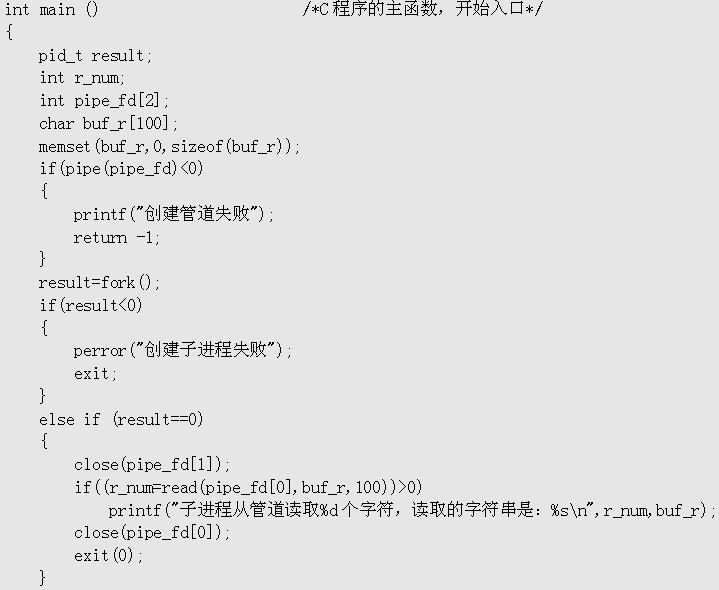 int main ()                    /*C程序的主函数，开始入口*/
{
    pid_t result;
    int r_num;
    int pipe_fd[2];
    char buf_r[100];
    memset(buf_r,0,sizeof(buf_r));
    if(pipe(pipe_fd)<0)
    {
        printf("创建管道失败");
        return -1;
    }
    result=fork();
    if(result<0)
    {
        perror("创建子进程失败");
        exit;
    }
    else if (result==0)
    {
        close(pipe_fd[1]);
        if((r_num=read(pipe_fd[0],buf_r,100))>0)
            printf("子进程从管道读取%d个字符，读取的字符串是：%s\n",r_num,buf_r);
        close(pipe_fd[0]);
        exit(0);
    }